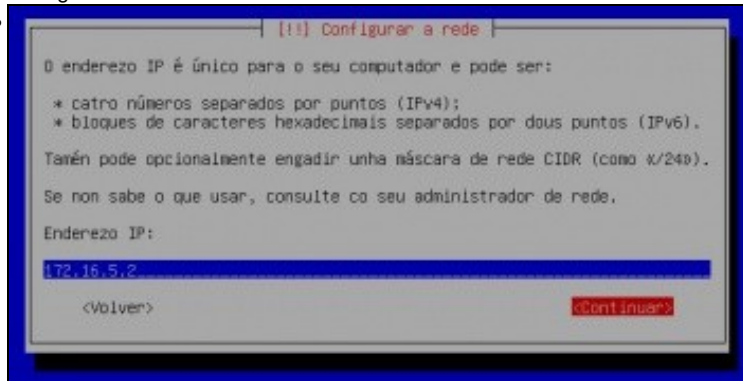 [!!] Configurar a rede
O enderezo IP é único para o seu computador e pode ser:
* catro números separados por puntos (IPv4);
* bloques de caracteres hexadecimais separados por dous puntos (IPv6).
Tamén pode opcionalmente engadir unha máscara de rede CIDR (como «/24»).
Se non sabe o que usar, consulte co seu administrador de rede.
Enderezo IP:
172.16.5.2
<Volver> <Continuar>